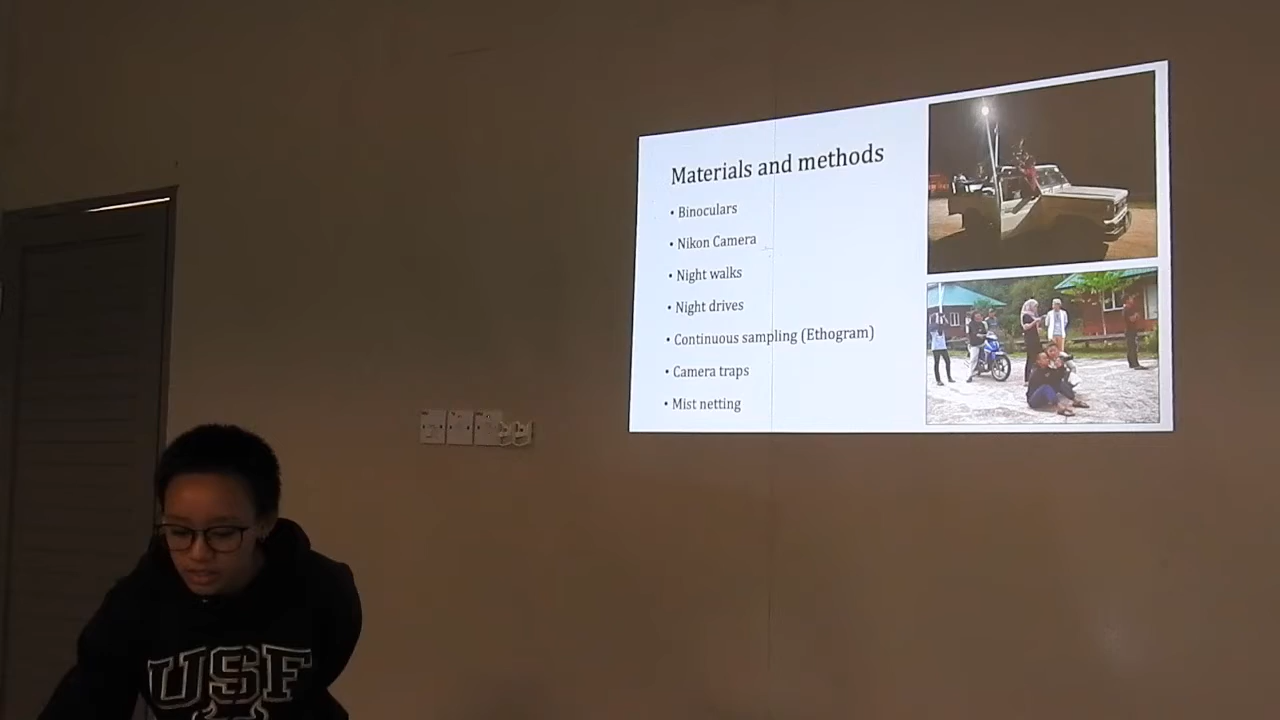 Materials and methods
• Binoculars
• Nikon Camera
• Night walks
• Night drives
• Continuous sampling (Ethogram)
• Camera traps
• Mist netting
USF